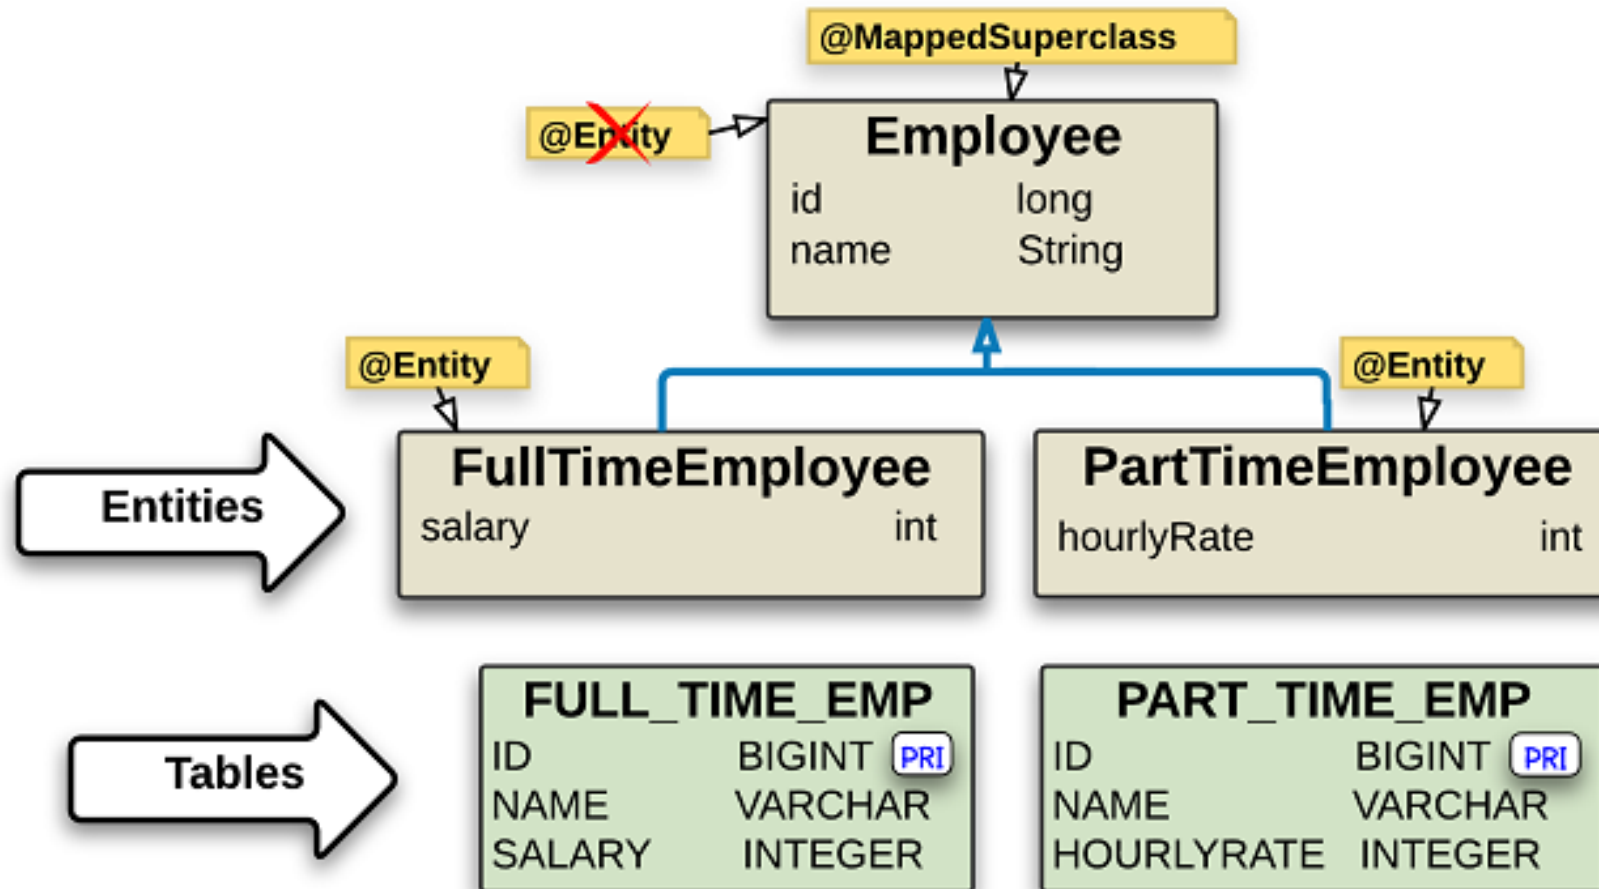 @MappedSuperclass
@Entity
Employee
id long
name String
@Entity
@Entity
Entities
FullTimeEmployee
salary int
PartTimeEmployee
hourlyRate int
Tables
FULL_TIME_EMP
ID BIGINT PRI
NAME VARCHAR
SALARY INTEGER
PART_TIME_EMP
ID BIGINT PRI
NAME VARCHAR
HOURLYRATE INTEGER